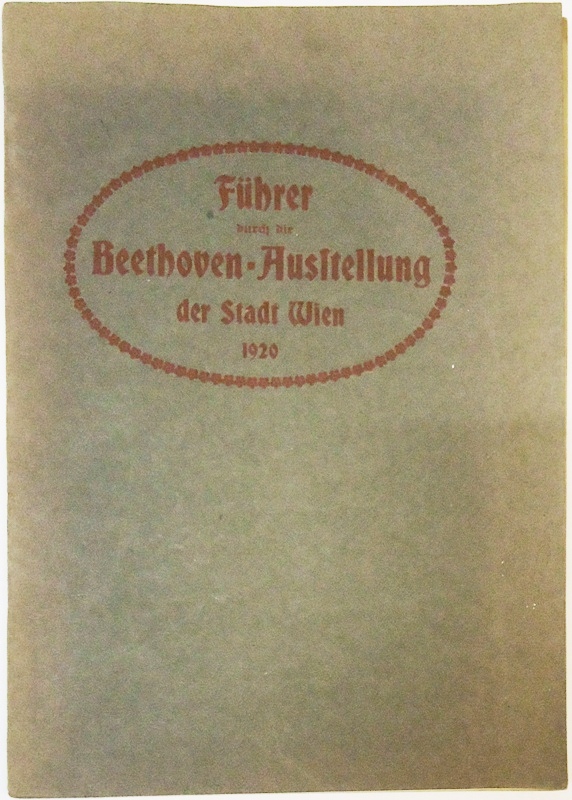 Führer
durch die
Beethoven-Ausstellung
der Stadt Wien
1920